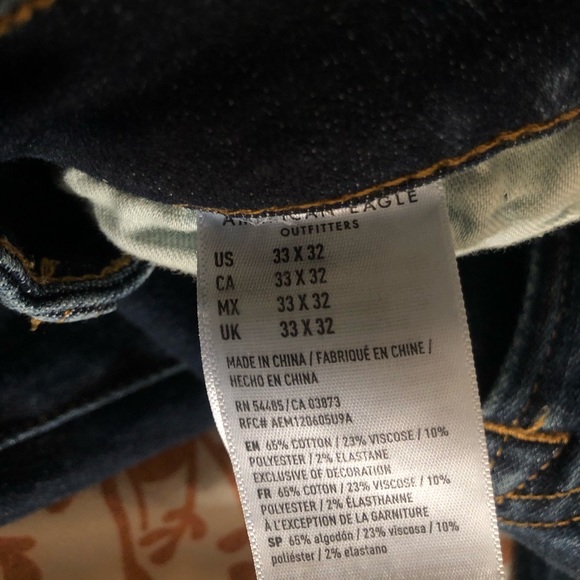 AMERICAN EAGLE
OUTFITTERS
US 33 X 32
CA 33 X 32
MX 33 X 32
UK 33 X 32
MADE IN CHINA / FABRIQUÉ EN CHINE /
HECHO EN CHINA
RN 54485 / CA 03873
RFC# AEM120605U9A
EN 65% COTTON / 23% VISCOSE / 10%
POLYESTER / 2% ELASTANE
EXCLUSIVE OF DECORATION
FR 65% COTON / 23% VISCOSE / 10%
POLYESTER / 2% ÉLASTHANNE
À L'EXCEPTION DE LA GARNITURE
SP 65% algodón / 23% viscosa / 10%
poliéster / 2% elastano